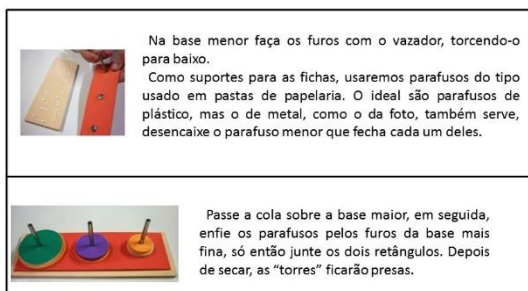 Na base menor faça os furos com o vazador, torcendo-o
para baixo.
Como suportes para as fichas, usaremos parafusos do tipo
usado em pastas de papelaria. O ideal são parafusos de
plástico, mas o de metal, como o da foto, também serve,
desencaixe o parafuso menor que fecha cada um deles.
Passe a cola sobre a base maior, em seguida,
enfie os parafusos pelos furos da base mais
fina, só então junte os dois retângulos. Depois
de secar, as “torres” ficarão presas.